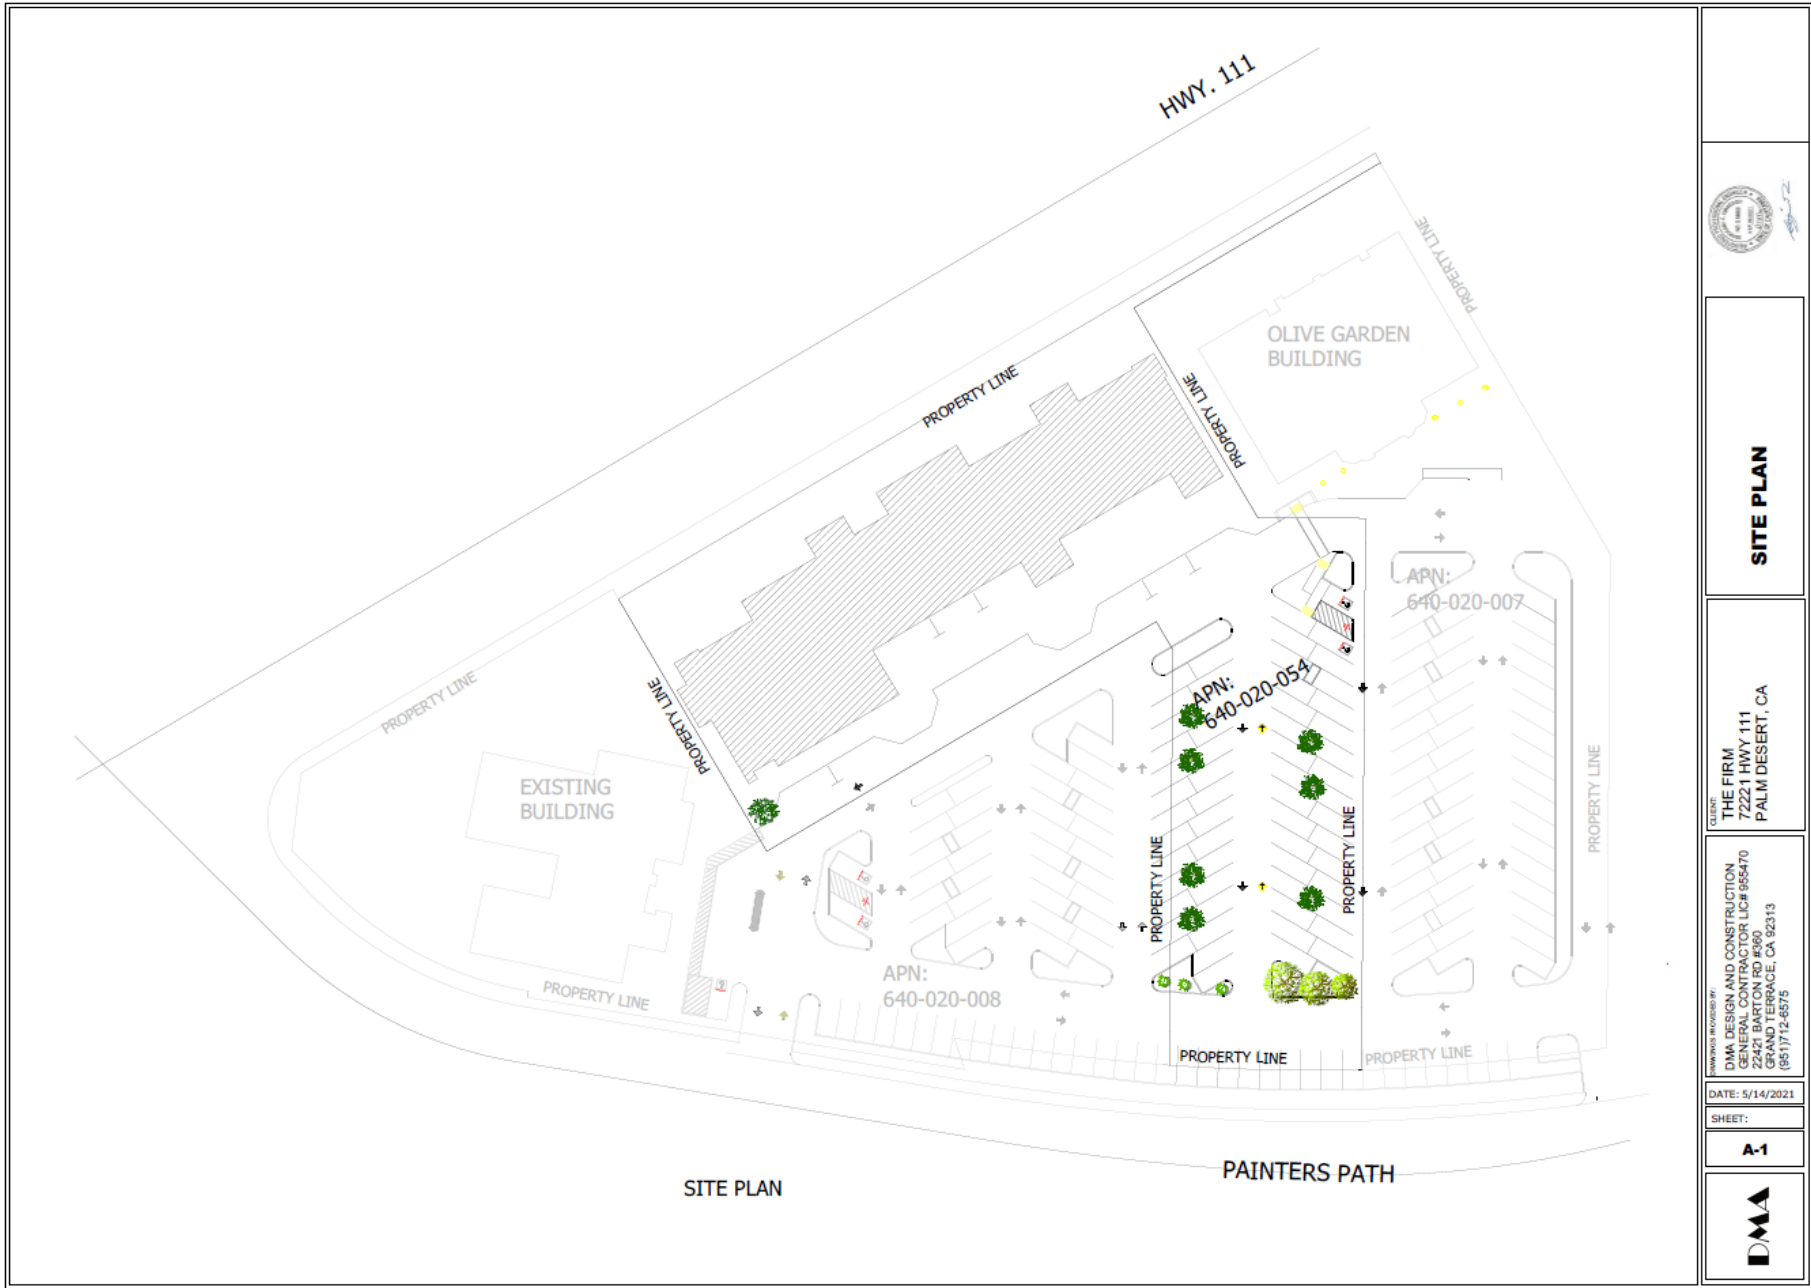 HWY. 111
PROPERTY LINE
OLIVE GARDEN
BUILDING
PROPERTY LINE
PROPERTY LINE
APN:
640-020-007
APN:
640-020-054
PROPERTY LINE
PROPERTY LINE
EXISTING
BUILDING
PROPERTY LINE
PROPERTY LINE
PROPERTY LINE
APN:
640-020-008
PROPERTY LINE
PROPERTY LINE
PROPERTY LINE
PAINTERS PATH
SITE PLAN
SITE PLAN
CLIENT:
THE FIRM
72221 HWY 111
PALM DESERT, CA
DRAWINGS PROVIDED BY:
DMA DESIGN AND CONSTRUCTION
GENERAL CONTRACTOR LIC# 955470
22421 BARTON RD #360
GRAND TERRACE, CA 92313
(951)712-6575
DATE: 5/14/2021
SHEET:
A-1
DMA